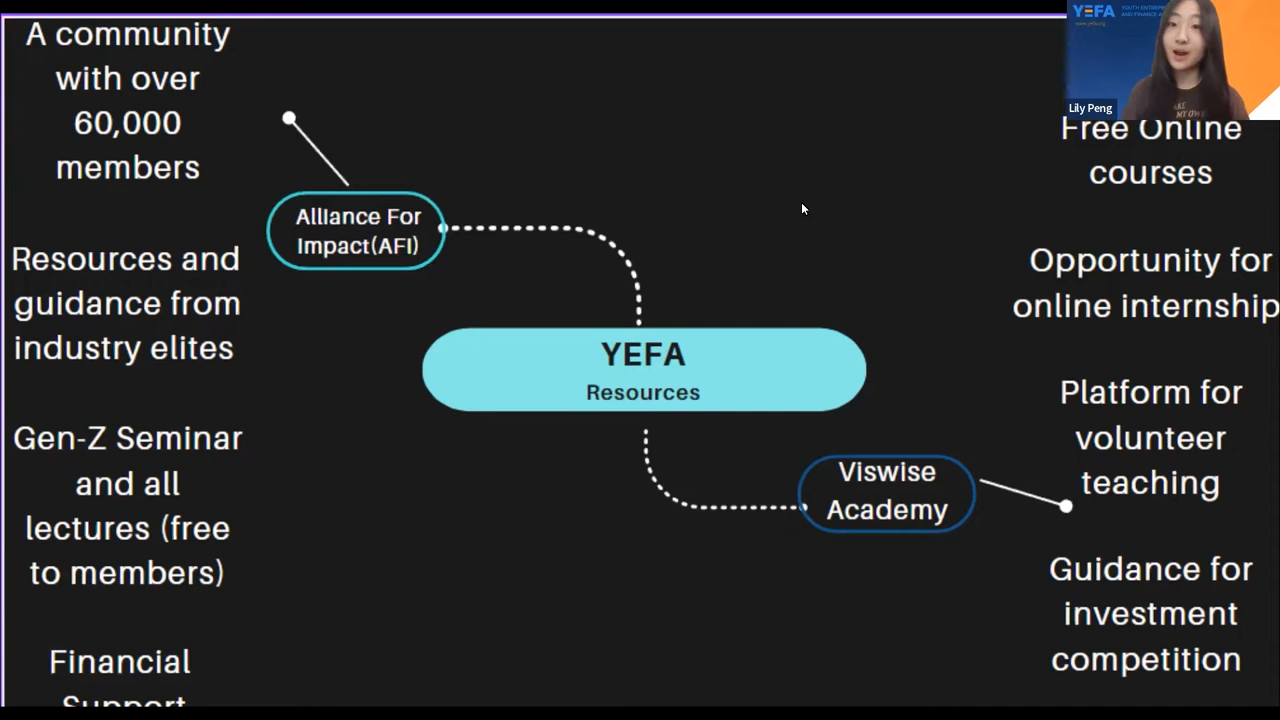 A community
with over
60,000
members
Resources and
guidance from
industry elites
Gen-Z Seminar
and all
lectures (free
to members)
Financial
Support
Alliance For
Impact(AFI)
YEFA
Resources
Viswise
Academy
YEFA
Lily Peng
Free Online
courses
Opportunity for
online internship
Platform for
volunteer
teaching
Guidance for
investment
competition